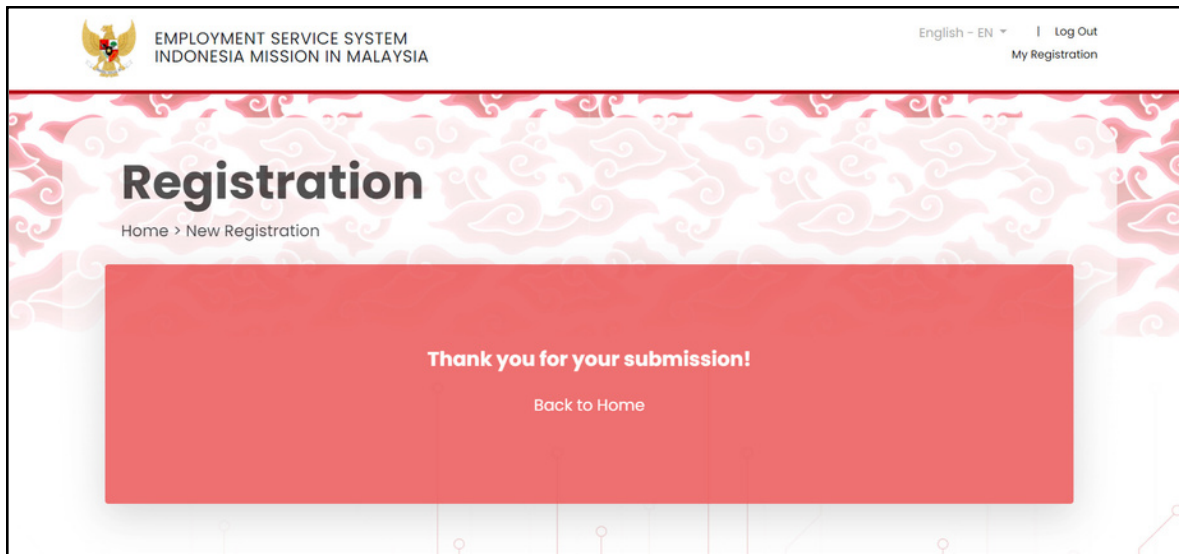 EMPLOYMENT SERVICE SYSTEM
INDONESIA MISSION IN MALAYSIA
English - EN
| Log Out
My Registration
Registration
Home > New Registration
Thank you for your submission!
Back to Home